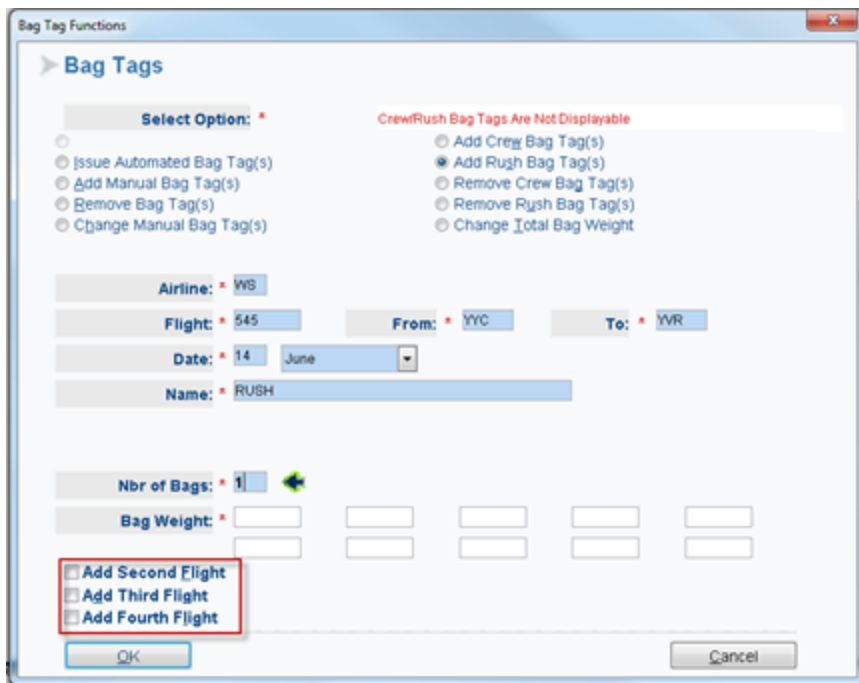 Bag Tag Functions
Bag Tags
Select Option: *
Crew/Rush Bag Tags Are Not Displayable
Issue Automated Bag Tag(s)
Add Manual Bag Tag(s)
Remove Bag Tag(s)
Change Manual Bag Tag(s)
Add Crew Bag Tag(s)
Add Rush Bag Tag(s)
Remove Crew Bag Tag(s)
Remove Rush Bag Tag(s)
Change Total Bag Weight
Airline: * WS
Flight: * 545 From: * YYC To: * YVR
Date: * 14 June
Name: * RUSH
Nbr of Bags: * 1
Bag Weight: *
Add Second Flight
Add Third Flight
Add Fourth Flight
OK Cancel